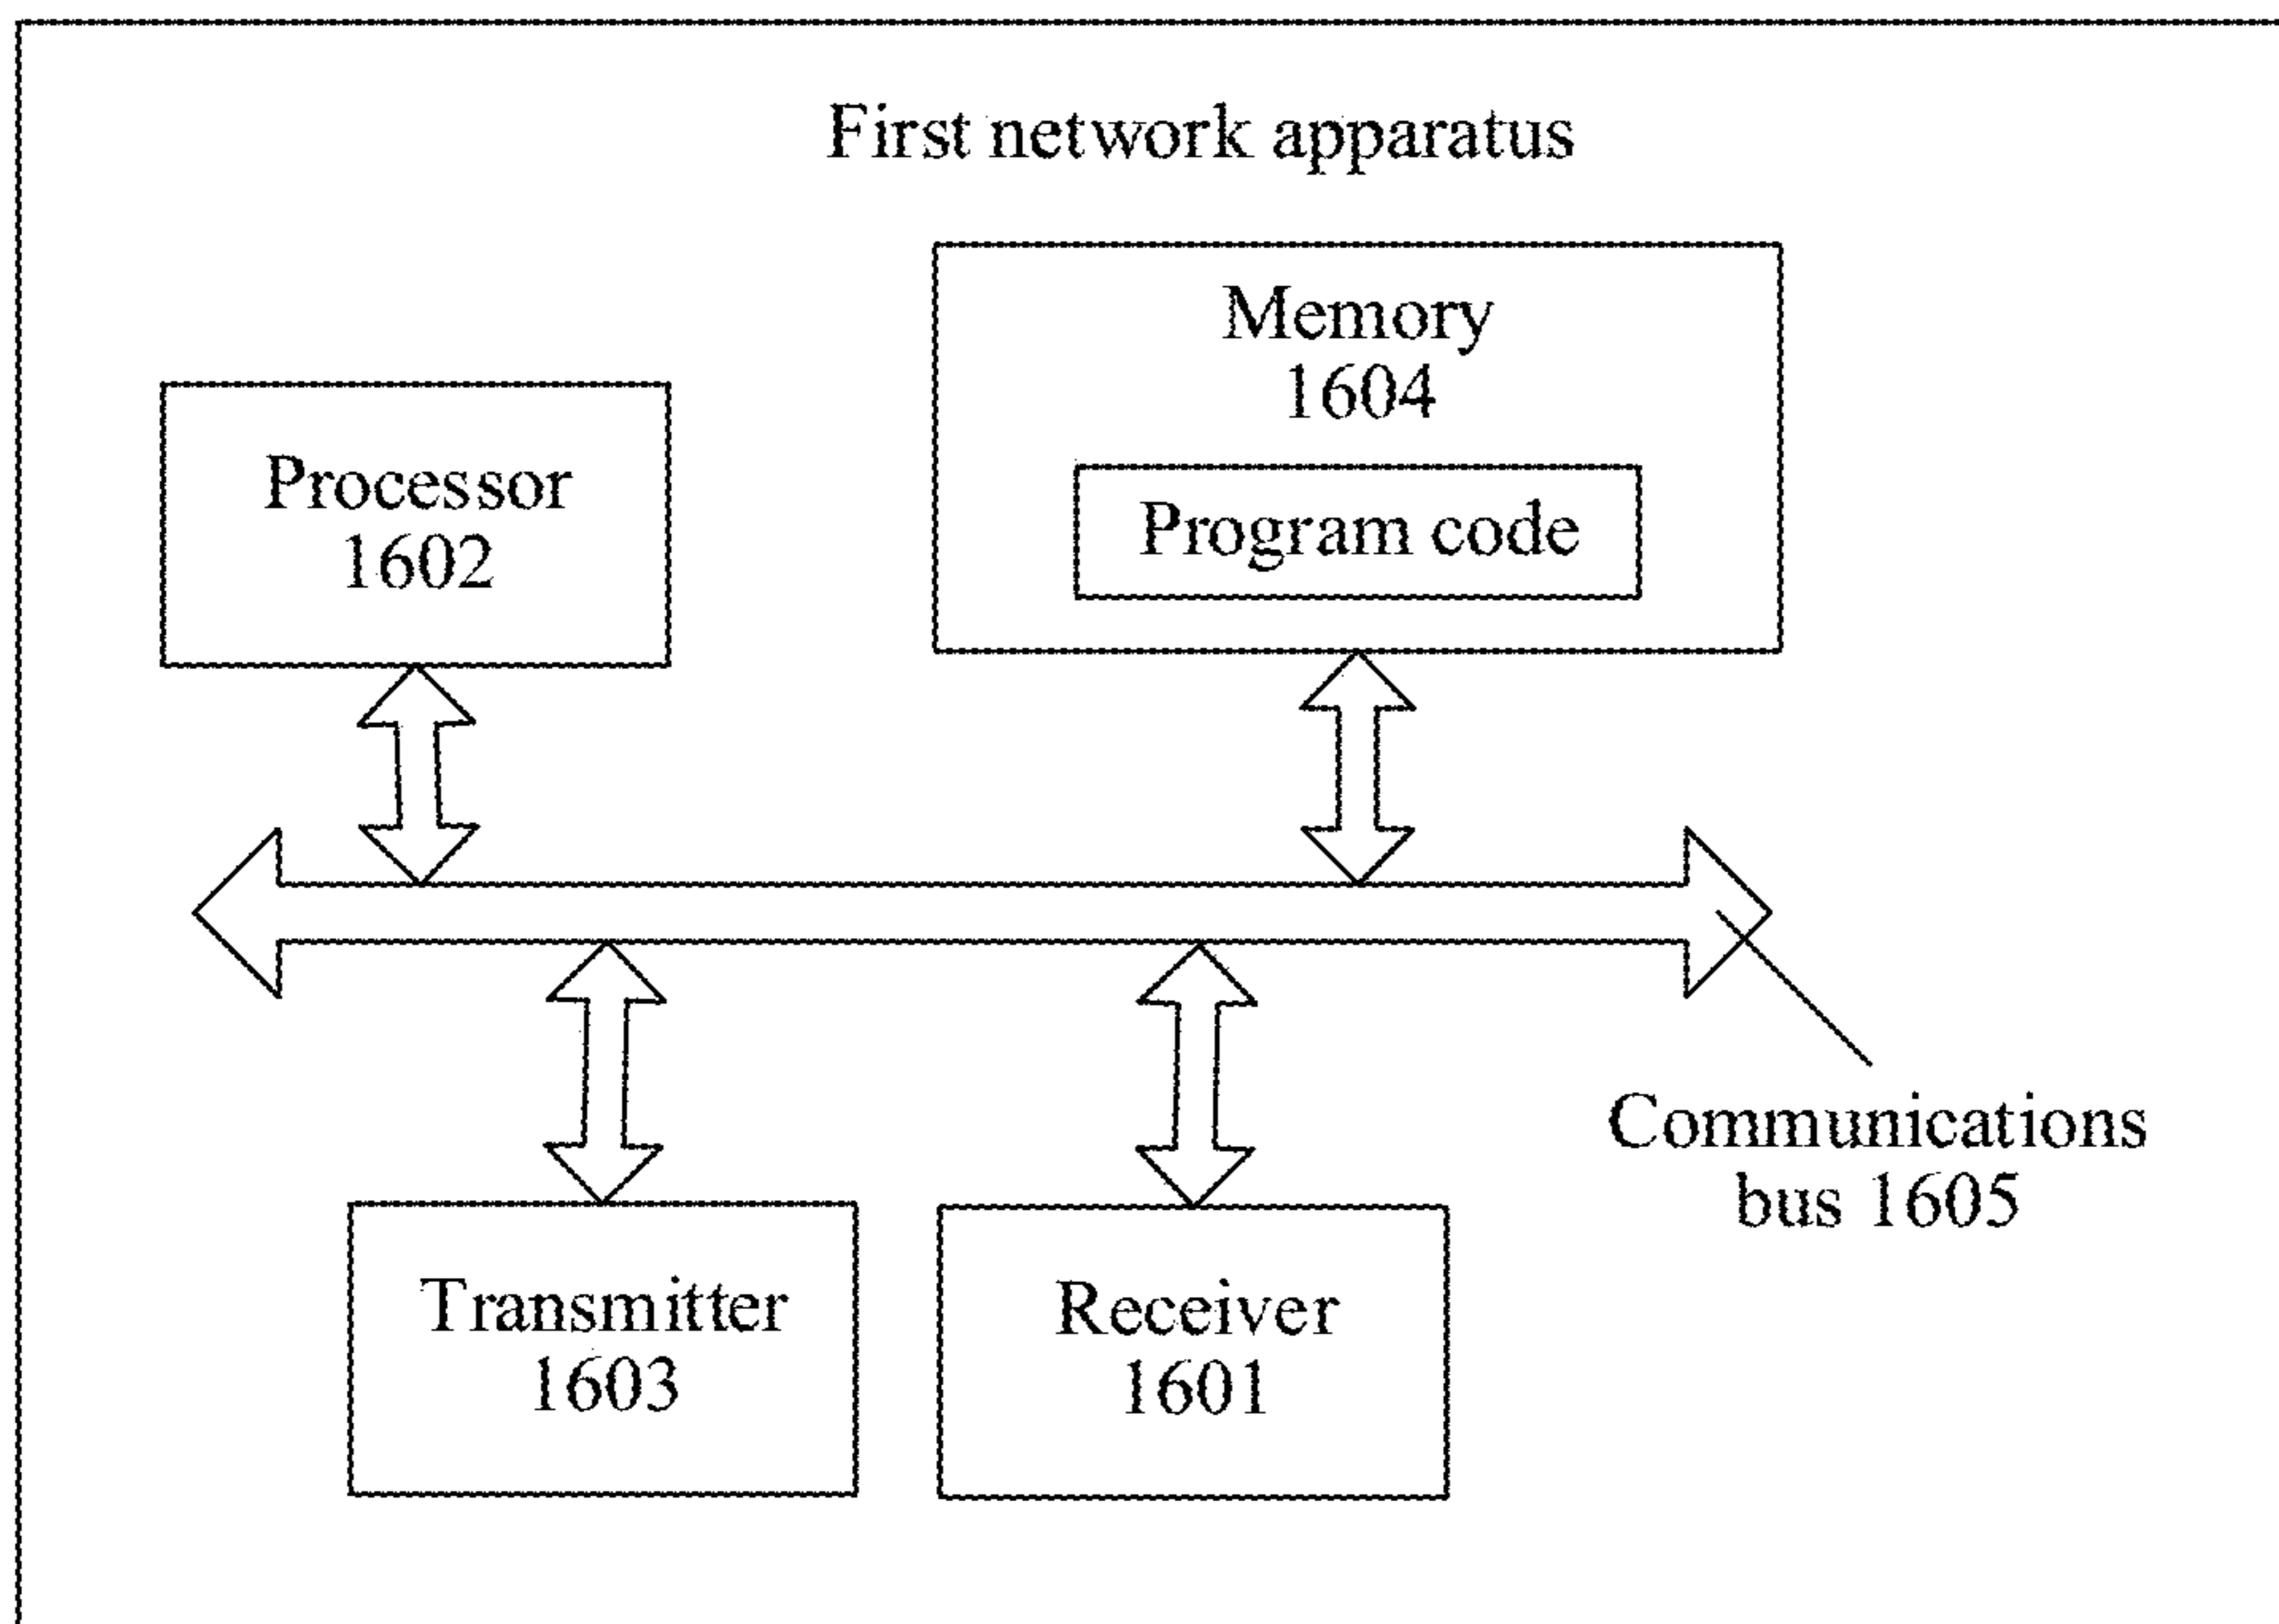 First network apparatus
Memory
1604
Program code
Processor
1602
Communications
bus 1605
Transmitter
1603
Receiver
1601